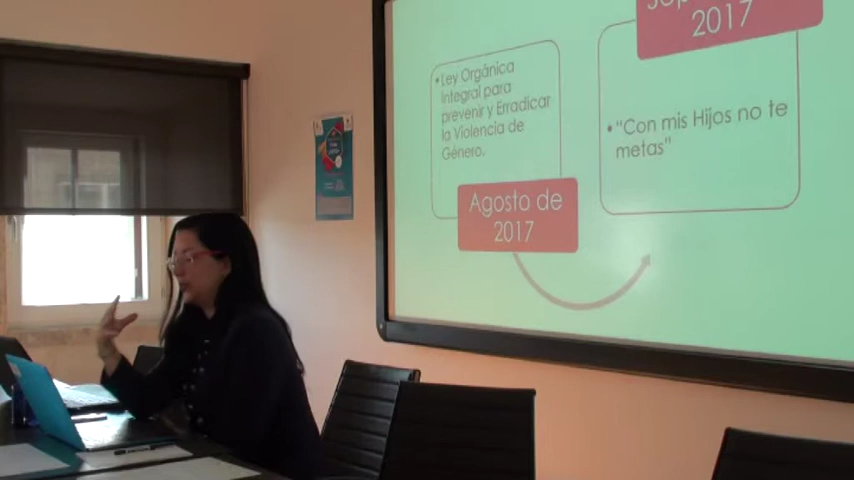 • Ley Orgánica
Integral para
prevenir y Erradicar
la Violencia de
Género.
Agosto de
2017
2017
• "Con mis Hijos no te
metas"